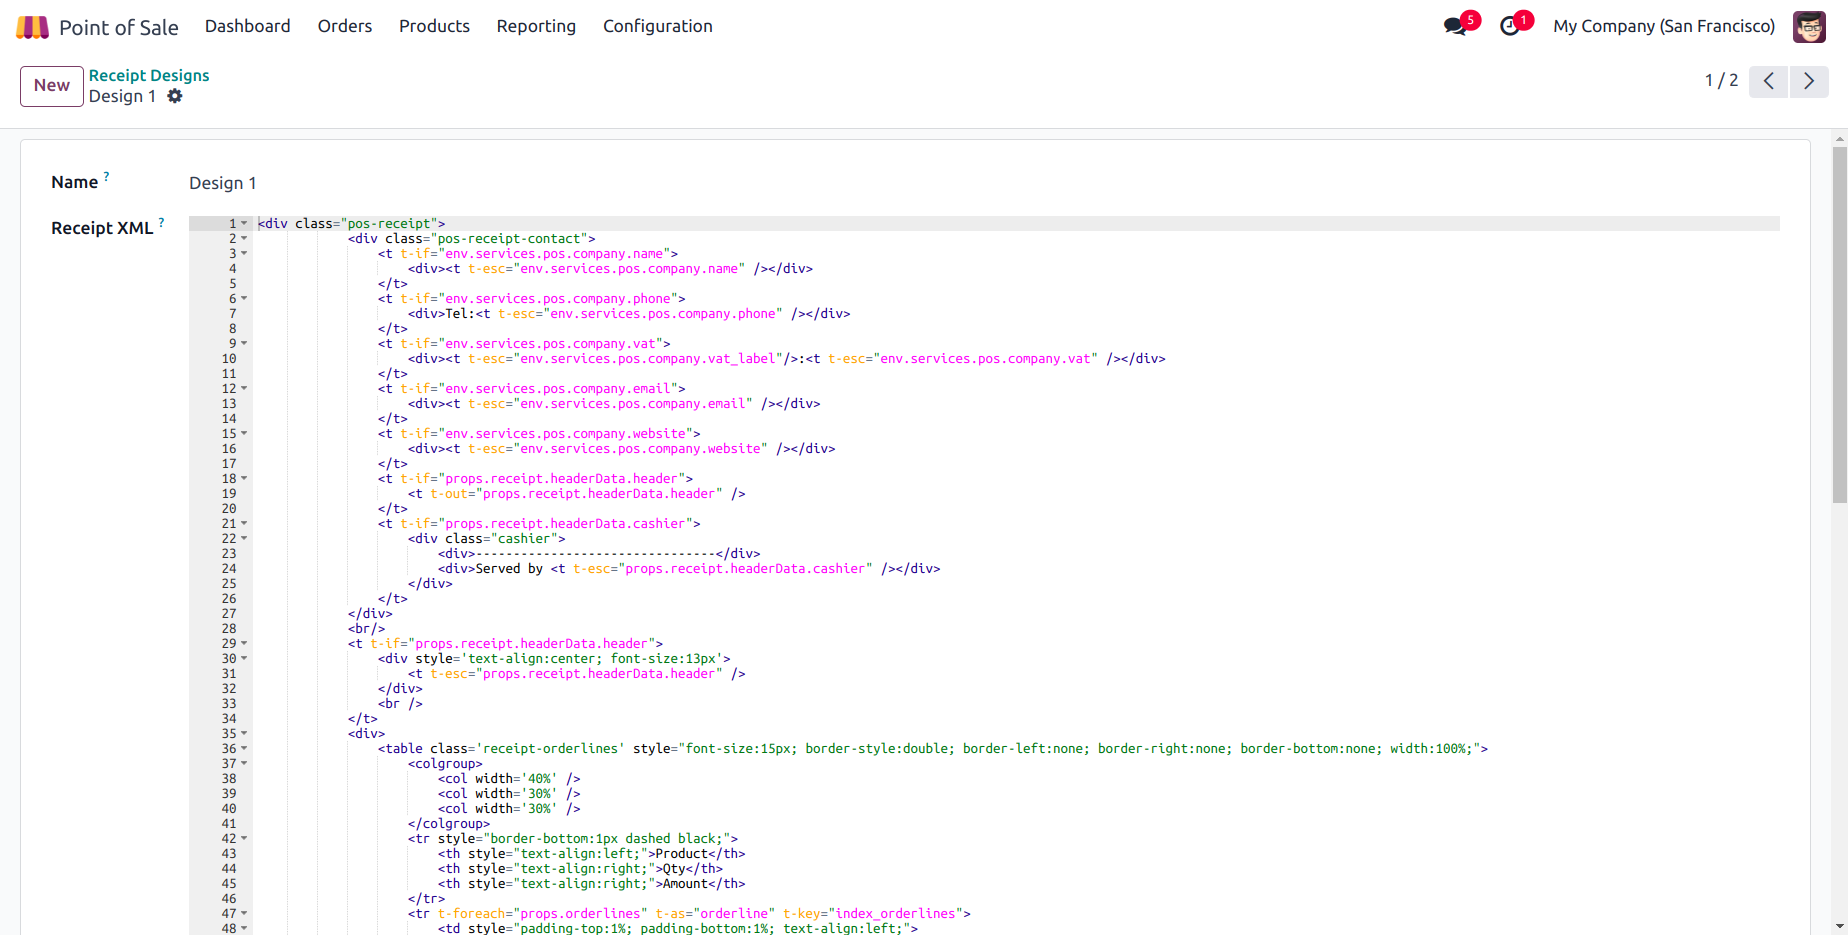 Point of Sale Dashboard Orders Products Reporting Configuration 5 1 My Company (San Francisco)
New Receipt Designs
Design 1
1 / 2
Name ? Design 1
Receipt XML ?
1 <div class="pos-receipt">
2 <div class="pos-receipt-contact">
3 <t t-if="env.services.pos.company.name">
4 <div><t t-esc="env.services.pos.company.name" /></div>
5 </t>
6 <t t-if="env.services.pos.company.phone">
7 <div>Tel:<t t-esc="env.services.pos.company.phone" /></div>
8 </t>
9 <t t-if="env.services.pos.company.vat">
10 <div><t t-esc="env.services.pos.company.vat_label"/>:<t t-esc="env.services.pos.company.vat" /></div>
11 </t>
12 <t t-if="env.services.pos.company.email">
13 <div><t t-esc="env.services.pos.company.email" /></div>
14 </t>
15 <t t-if="env.services.pos.company.website">
16 <div><t t-esc="env.services.pos.company.website" /></div>
17 </t>
18 <t t-if="props.receipt.headerData.header">
19 <t t-out="props.receipt.headerData.header" />
20 </t>
21 <t t-if="props.receipt.headerData.cashier">
22 <div class="cashier">
23 <div>--------------------------------</div>
24 <div>Served by <t t-esc="props.receipt.headerData.cashier" /></div>
25 </div>
26 </t>
27 </div>
28 <br/>
29 <t t-if="props.receipt.headerData.header">
30 <div style='text-align:center; font-size:13px'>
31 <t t-esc="props.receipt.headerData.header" />
32 </div>
33 <br />
34 </t>
35 <div>
36 <table class='receipt-orderlines' style="font-size:15px; border-style:double; border-left:none; border-right:none; border-bottom:none; width:100%;">
37 <colgroup>
38 <col width='40%' />
39 <col width='30%' />
40 <col width='30%' />
41 </colgroup>
42 <tr style="border-bottom:1px dashed black;">
43 <th style="text-align:left;">Product</th>
44 <th style="text-align:right;">Qty</th>
45 <th style="text-align:right;">Amount</th>
46 </tr>
47 <tr t-foreach="props.orderlines" t-as="orderline" t-key="index_orderlines">
48 <td style="padding-top:1%; padding-bottom:1%; text-align:left;">